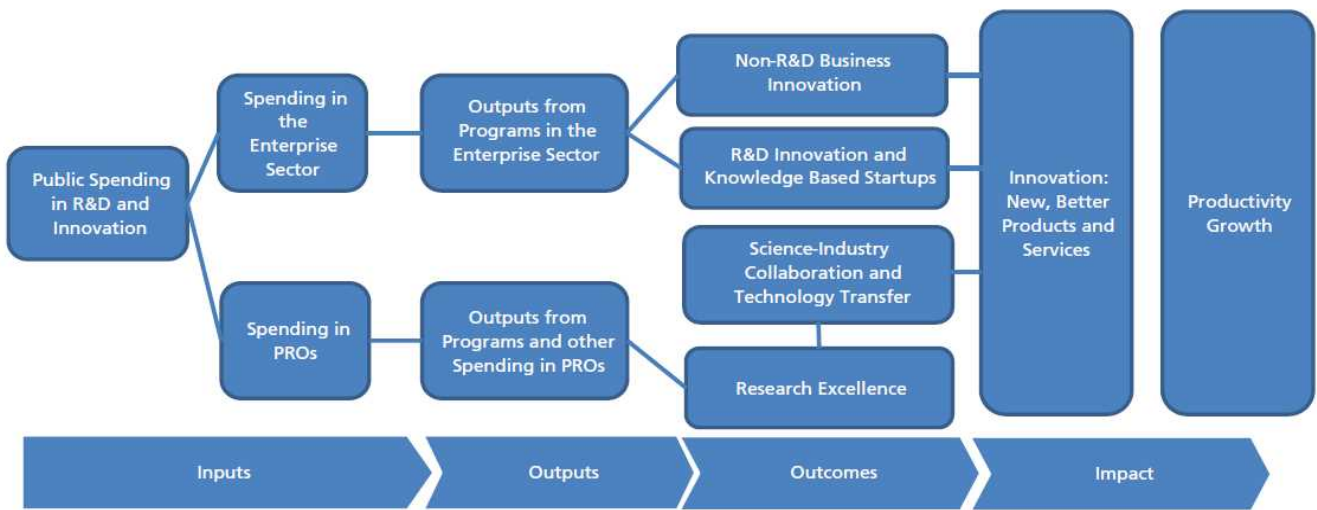 Public Spending
in R&D and
Innovation
Spending in
the
Enterprise
Sector
Spending in
PROs
Outputs from
Programs in the
Enterprise Sector
Outputs from
Programs and other
Spending in PROs
Non-R&D Business
Innovation
R&D Innovation and
Knowledge Based Startups
Science-Industry
Collaboration and
Technology Transfer
Research Excellence
Innovation:
New, Better
Products and
Services
Productivity
Growth
Inputs
Outputs
Outcomes
Impact